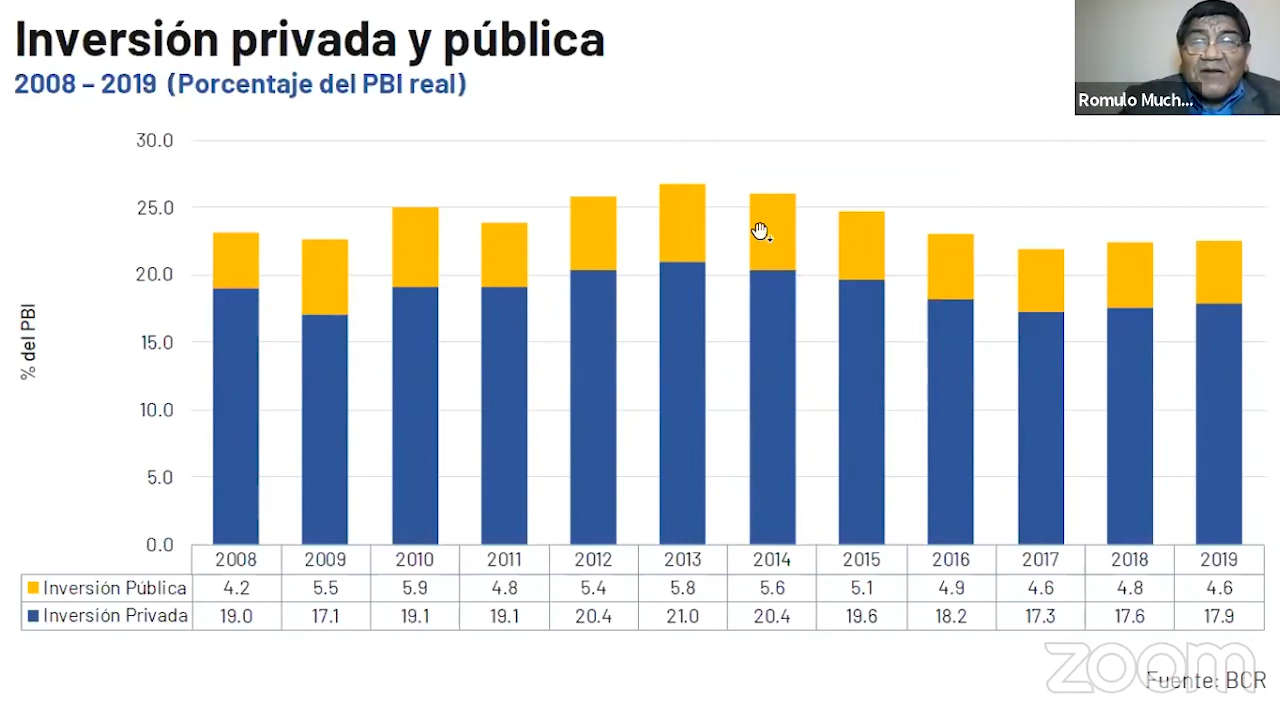 Inversión privada y pública
2008 – 2019 (Porcentaje del PBI real)
Romulo Much...
% del PBI
30.0
25.0
20.0
15.0
10.0
5.0
0.0
2008 2009 2010 2011 2012 2013 2014 2015 2016 2017 2018 2019
Inversión Pública 4.2 5.5 5.9 4.8 5.4 5.8 5.6 5.1 4.9 4.6 4.8 4.6
Inversión Privada 19.0 17.1 19.1 19.1 20.4 21.0 20.4 19.6 18.2 17.3 17.6 17.9
zoom
Fuente: BCR